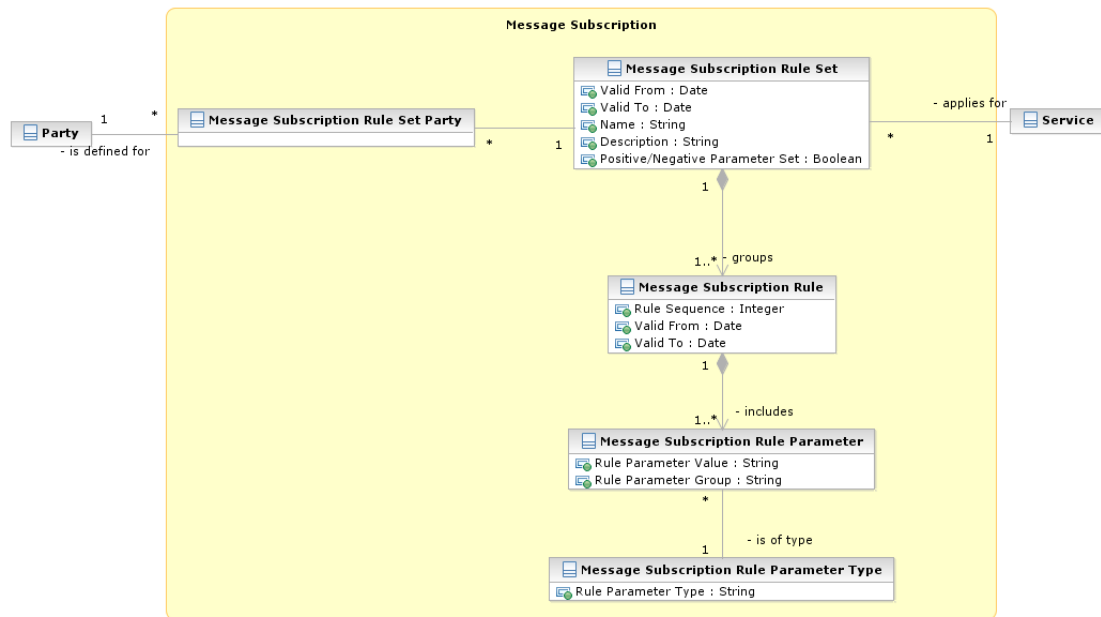 Message Subscription
Message Subscription Rule Set
Valid From : Date
Valid To : Date
Name : String
Description : String
Positive/Negative Parameter Set : Boolean
Party
1
*
- is defined for
Message Subscription Rule Set Party
*
1
- applies for
*
1
Service
1
1..*
- groups
Message Subscription Rule
Rule Sequence : Integer
Valid From : Date
Valid To : Date
1
1..*
- includes
Message Subscription Rule Parameter
Rule Parameter Value : String
Rule Parameter Group : String
*
1
- is of type
Message Subscription Rule Parameter Type
Rule Parameter Type : String